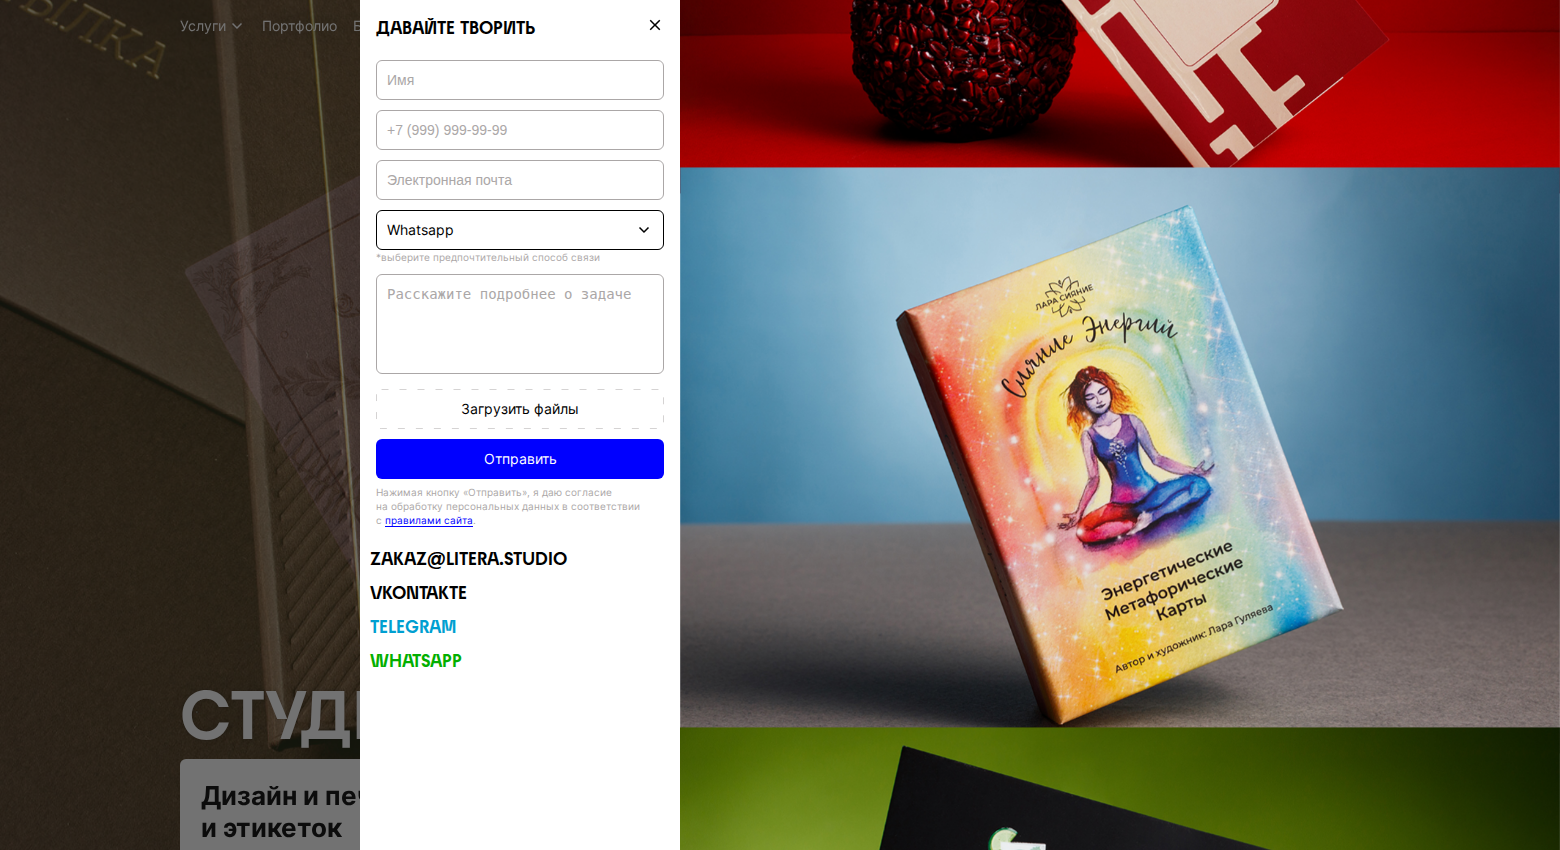 ЫЛКА
Услуги
Портфолио
Б
ДАВАЙТЕ ТВОРИТЬ
Имя
+7 (999) 999-99-99
Электронная почта
Whatsapp
*выберите предпочтительный способ связи
Расскажите подробнее о задаче
Загрузить файлы
Отправить
Нажимая кнопку «Отправить», я даю согласие
на обработку персональных данных в соответствии
с правилами сайта.
ZAKAZ@LITERA.STUDIO
VKONTAKTE
TELEGRAM
WHATSAPP
СТУД
Дизайн и пе
и этикеток
ЛАРА СИЯНИЕ
Сияние Энергий
Энергетические
Метафорические
Карты
Автор и художник: Лара Гуляева